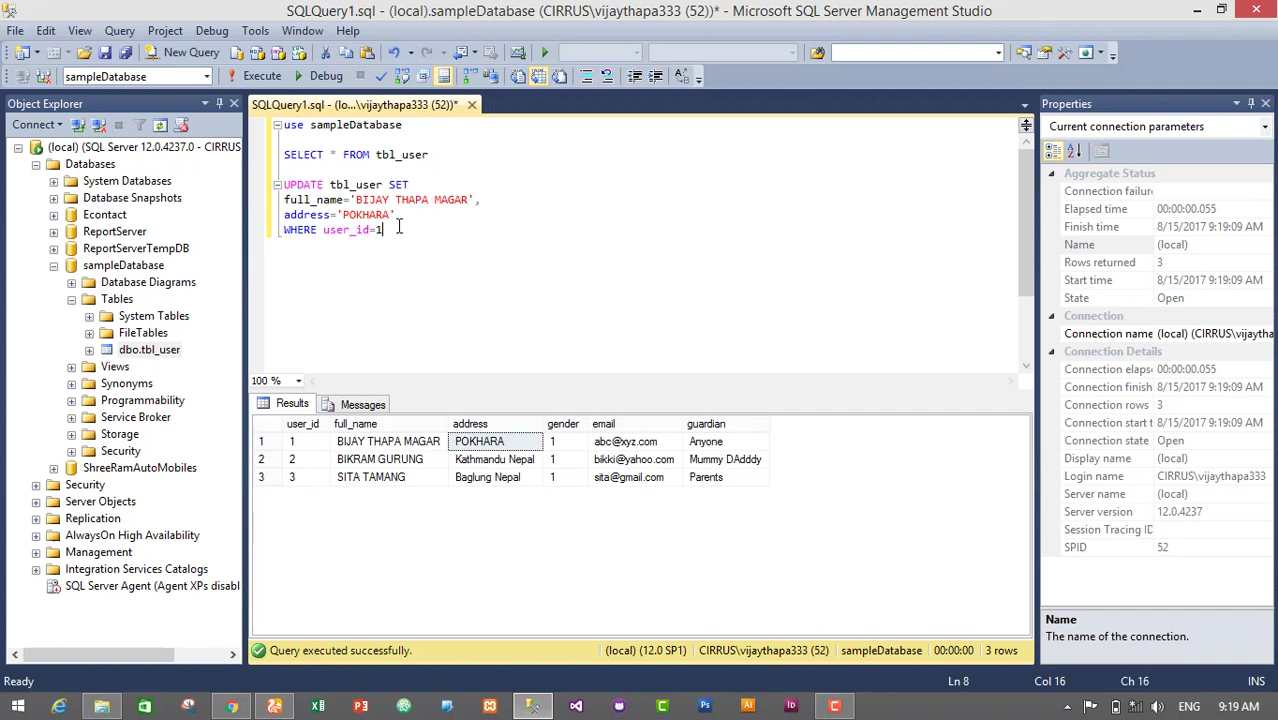 SQLQuery1.sql - (local).sampleDatabase (CIRRUS\vijaythapa333 (52))* - Microsoft SQL Server Management Studio
File Edit View Query Project Debug Tools Window Help
New Query
sampleDatabase Execute Debug
Object Explorer
Connect
(local) (SQL Server 12.0.4237.0 - CIRRUS
Databases
System Databases
Database Snapshots
Econtact
ReportServer
ReportServerTempDB
sampleDatabase
Database Diagrams
Tables
System Tables
FileTables
dbo.tbl_user
Views
Synonyms
Programmability
Service Broker
Storage
Security
ShreeRamAutoMobiles
Security
Server Objects
Replication
AlwaysOn High Availability
Management
Integration Services Catalogs
SQL Server Agent (Agent XPs disabl
SQLQuery1.sql - (lo...\vijaythapa333 (52))*
use sampleDatabase
SELECT * FROM tbl_user
UPDATE tbl_user SET
full_name='BIJAY THAPA MAGAR',
address='POKHARA'
WHERE user_id=1
100 %
Results Messages
user_id full_name address gender email guardian
1 1 BIJAY THAPA MAGAR POKHARA 1 abc@xyz.com Anyone
2 2 BIKRAM GURUNG Kathmandu Nepal 1 bikki@yahoo.com Mummy DAdddy
3 3 SITA TAMANG Baglung Nepal 1 sita@gmail.com Parents
Query executed successfully. (local) (12.0 SP1) CIRRUS\vijaythapa333 (52) sampleDatabase 00:00:00 3 rows
Properties
Current connection parameters
Aggregate Status
Connection failure
Elapsed time 00:00:00.055
Finish time 8/15/2017 9:19:09 AM
Name (local)
Rows returned 3
Start time 8/15/2017 9:19:09 AM
State Open
Connection
Connection name (local) (CIRRUS\vijaytha
Connection Details
Connection elaps 00:00:00.055
Connection finish 8/15/2017 9:19:09 AM
Connection rows 3
Connection start t 8/15/2017 9:19:09 AM
Connection state Open
Display name (local)
Login name CIRRUS\vijaythapa333
Server name (local)
Server version 12.0.4237
Session Tracing ID
SPID 52
Name
The name of the connection.
Ready Ln 8 Col 16 Ch 16 INS
ENG 9:19 AM